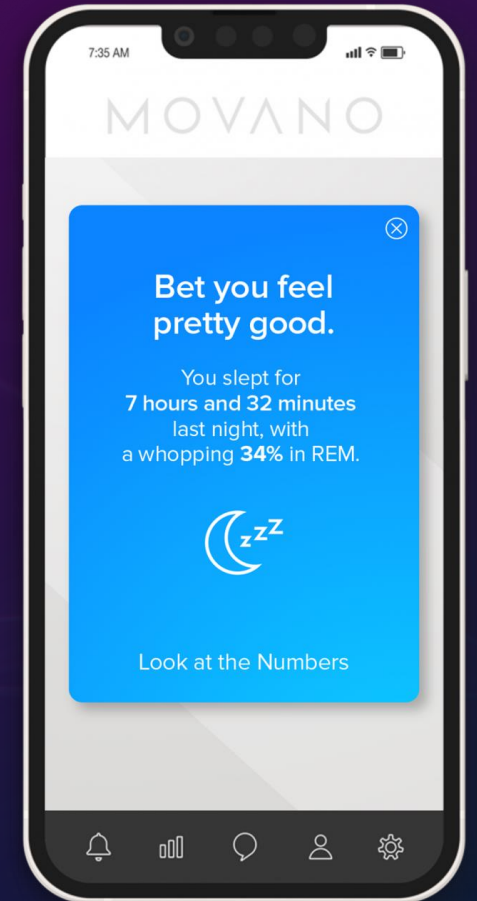 7:35 AM
MOVANO
Bet you feel
pretty good.
You slept for
7 hours and 32 minutes
last night, with
a whopping 34% in REM.
zzZ
Look at the Numbers